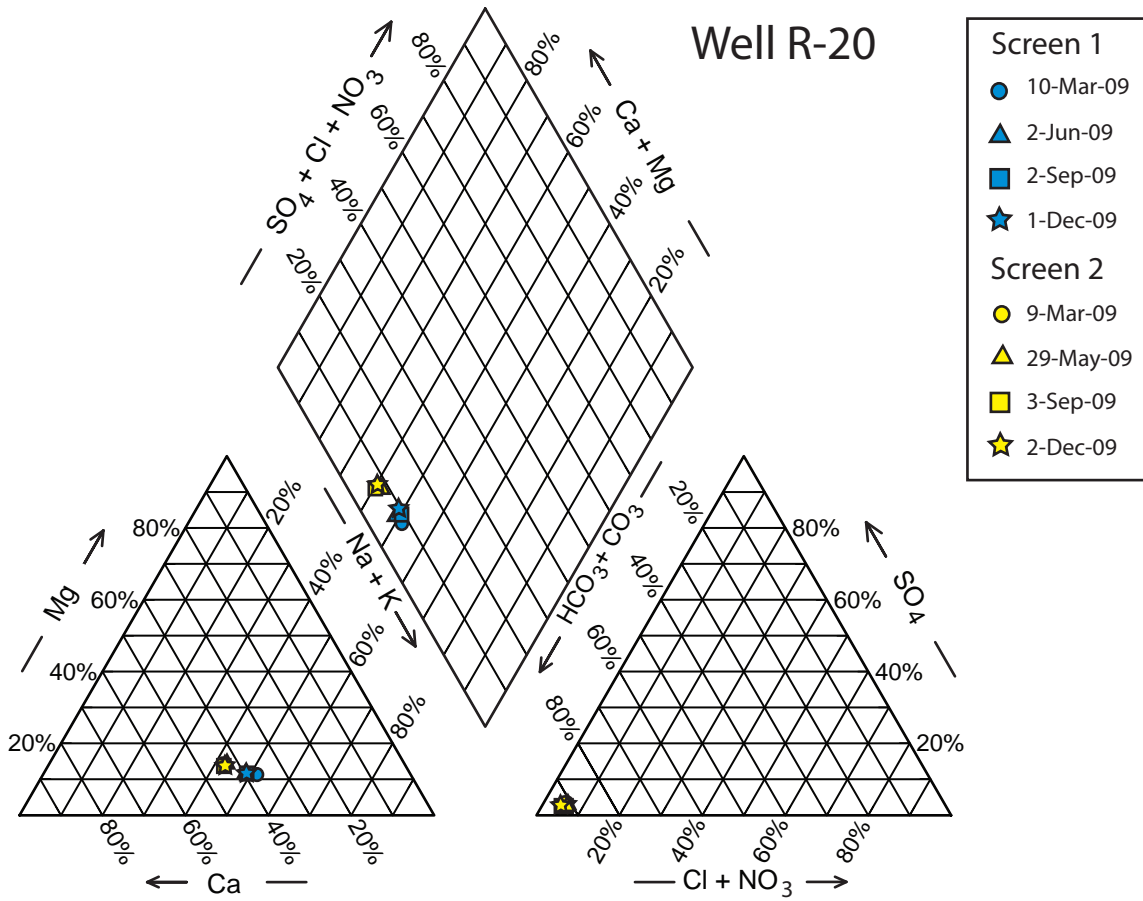 Well R-20
Screen 1
10-Mar-09
2-Jun-09
2-Sep-09
1-Dec-09
Screen 2
9-Mar-09
29-May-09
3-Sep-09
2-Dec-09
SO4 + Cl + NO3
80%
60%
40%
20%
Ca + Mg
80%
60%
40%
20%
Na + K
HCO3+ CO3
Mg
80%
60%
40%
20%
20%
40%
60%
80%
80%
60%
40%
20%
Ca
20%
40%
60%
80%
SO4
80%
60%
40%
20%
20%
40%
60%
80%
Cl + NO3